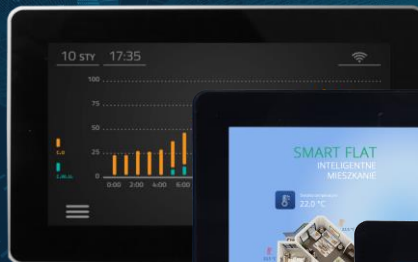 10 STY 17:35
100
75
50
25
0
0:00 2:00 4:00 6:00
SMART FLAT
INTELIGENTNE
MIESZKANIE
22.0 °C